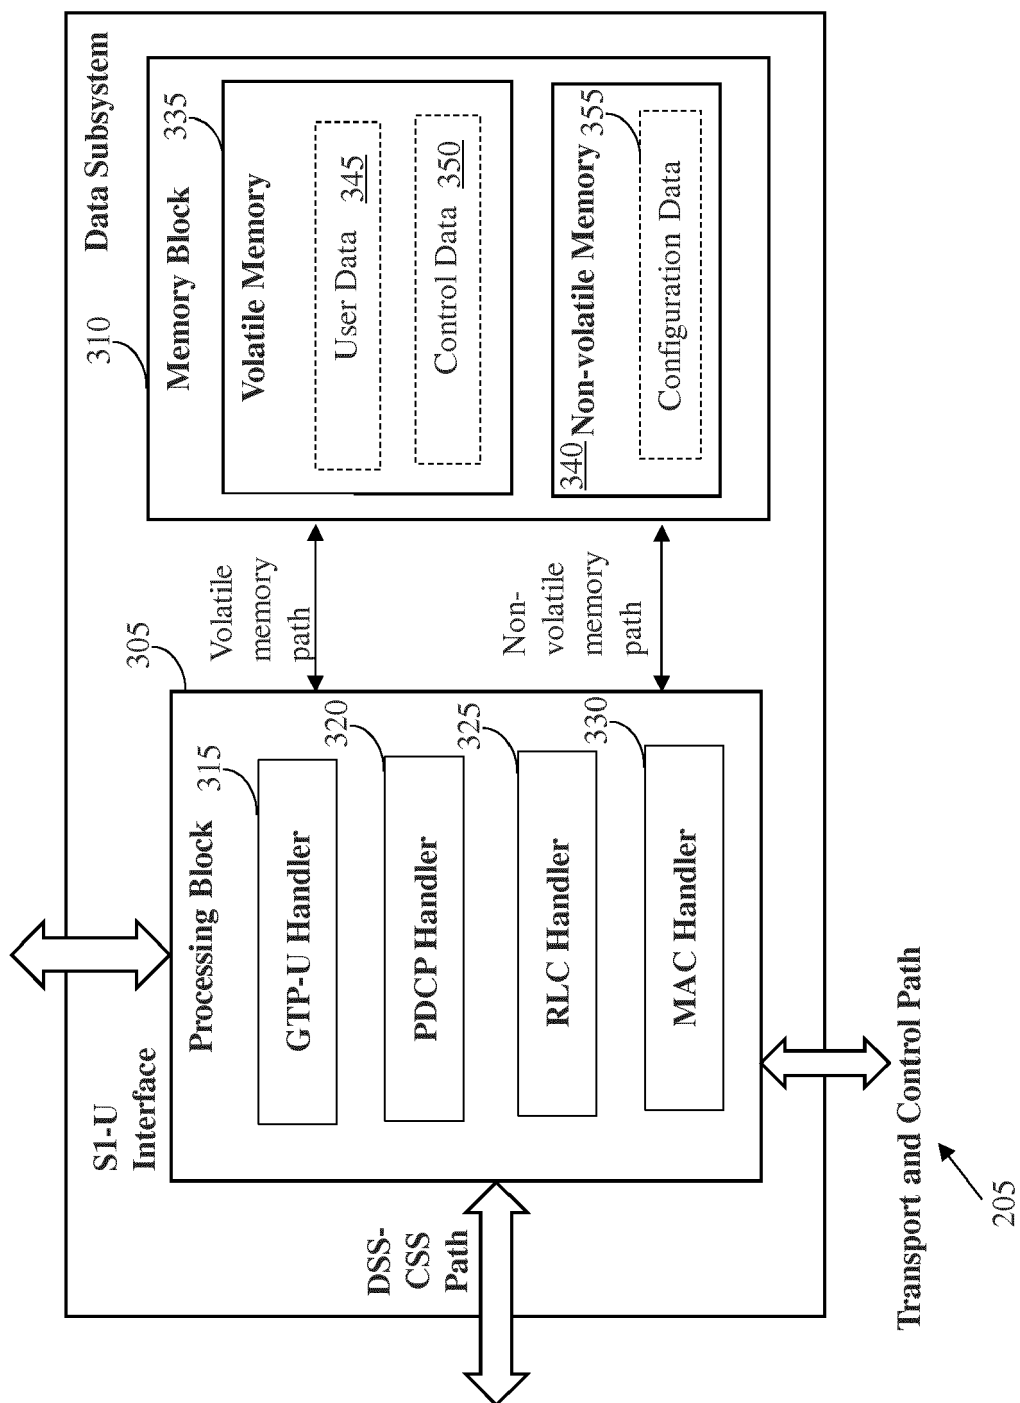 Data Subsystem
310
Memory Block
335
Volatile Memory
User Data 345
Control Data 350
340
Non-volatile Memory
355
Configuration Data
Volatile
memory
path
Non-
volatile
memory
path
305
Processing Block
315
GTP-U Handler
320
PDCP Handler
325
RLC Handler
330
MAC Handler
S1-U
Interface
DSS-
CSS
Path
Transport and Control Path
205